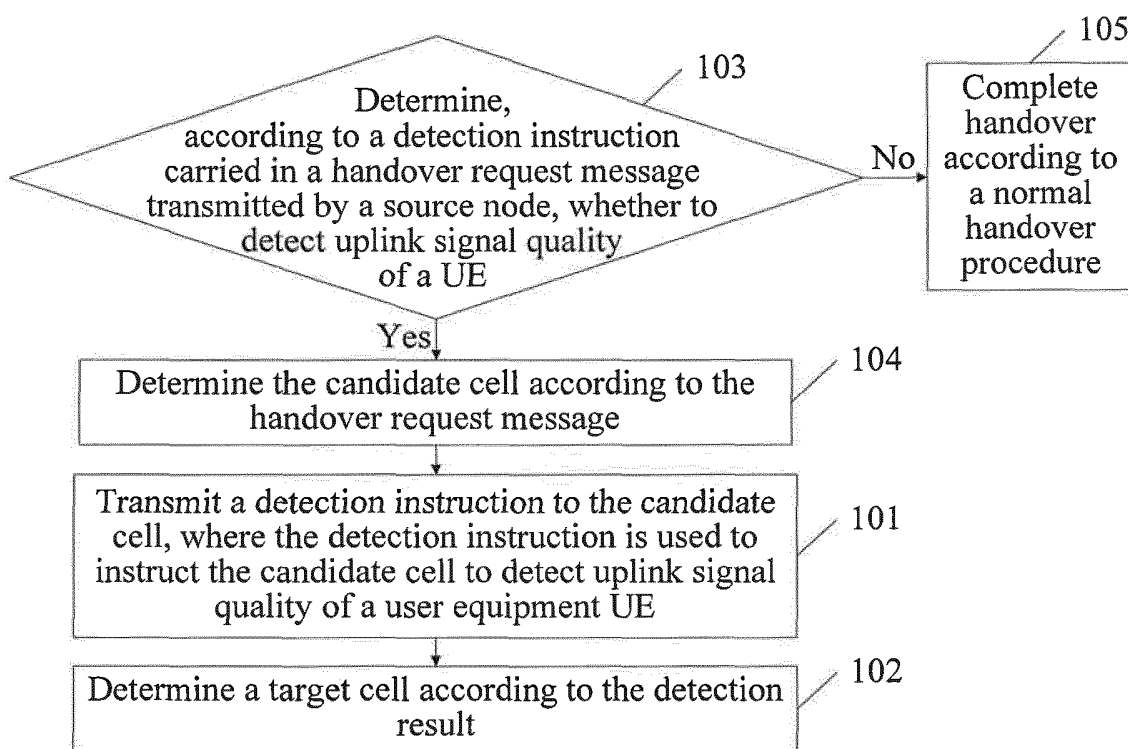 103
Determine,
according to a detection instruction
carried in a handover request message
transmitted by a source node, whether to
detect uplink signal quality
of a UE
No
105
Complete
handover
according to
a normal
handover
procedure
Yes
104
Determine the candidate cell according to the
handover request message
101
Transmit a detection instruction to the candidate
cell, where the detection instruction is used to
instruct the candidate cell to detect uplink signal
quality of a user equipment UE
102
Determine a target cell according to the detection
result